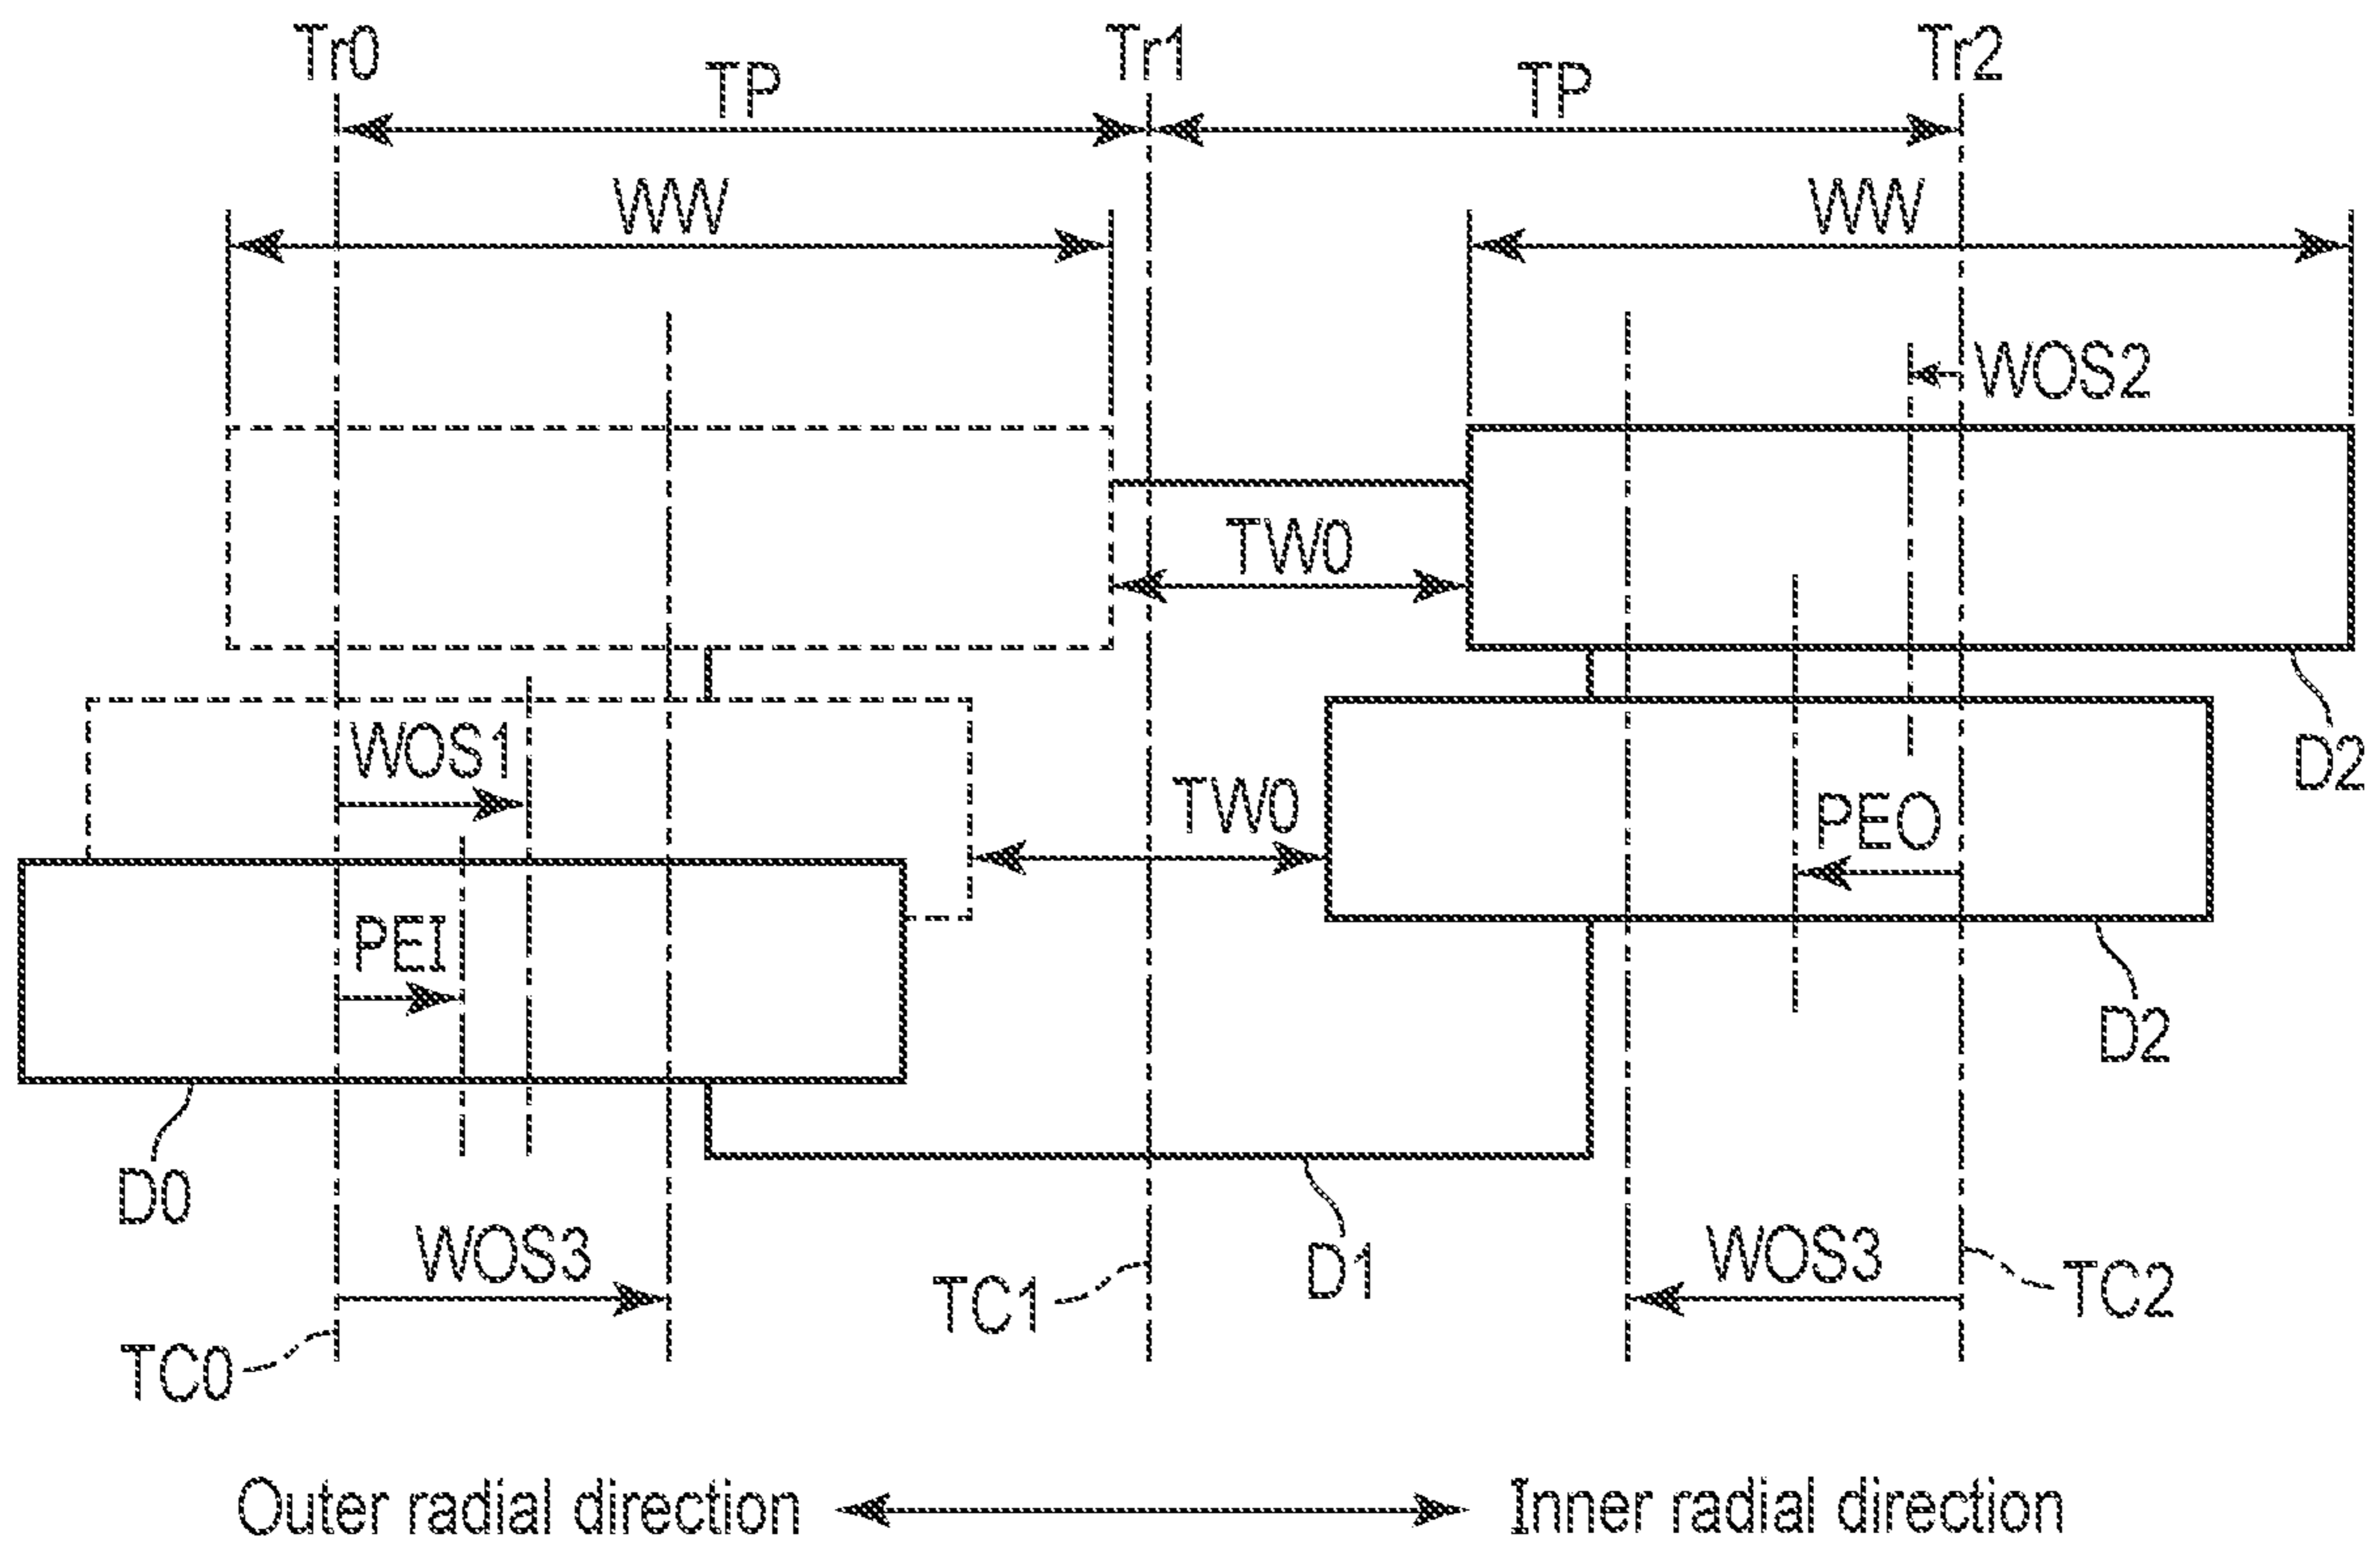 Tr0 Tr1 Tr2
TP TP
WW WW
WOS2
TW0
WOS1 D2
TW0 PEO
PEI
D2
D0
WOS3 D1 WOS3
TC1 TC2
TC0
Outer radial direction Inner radial direction